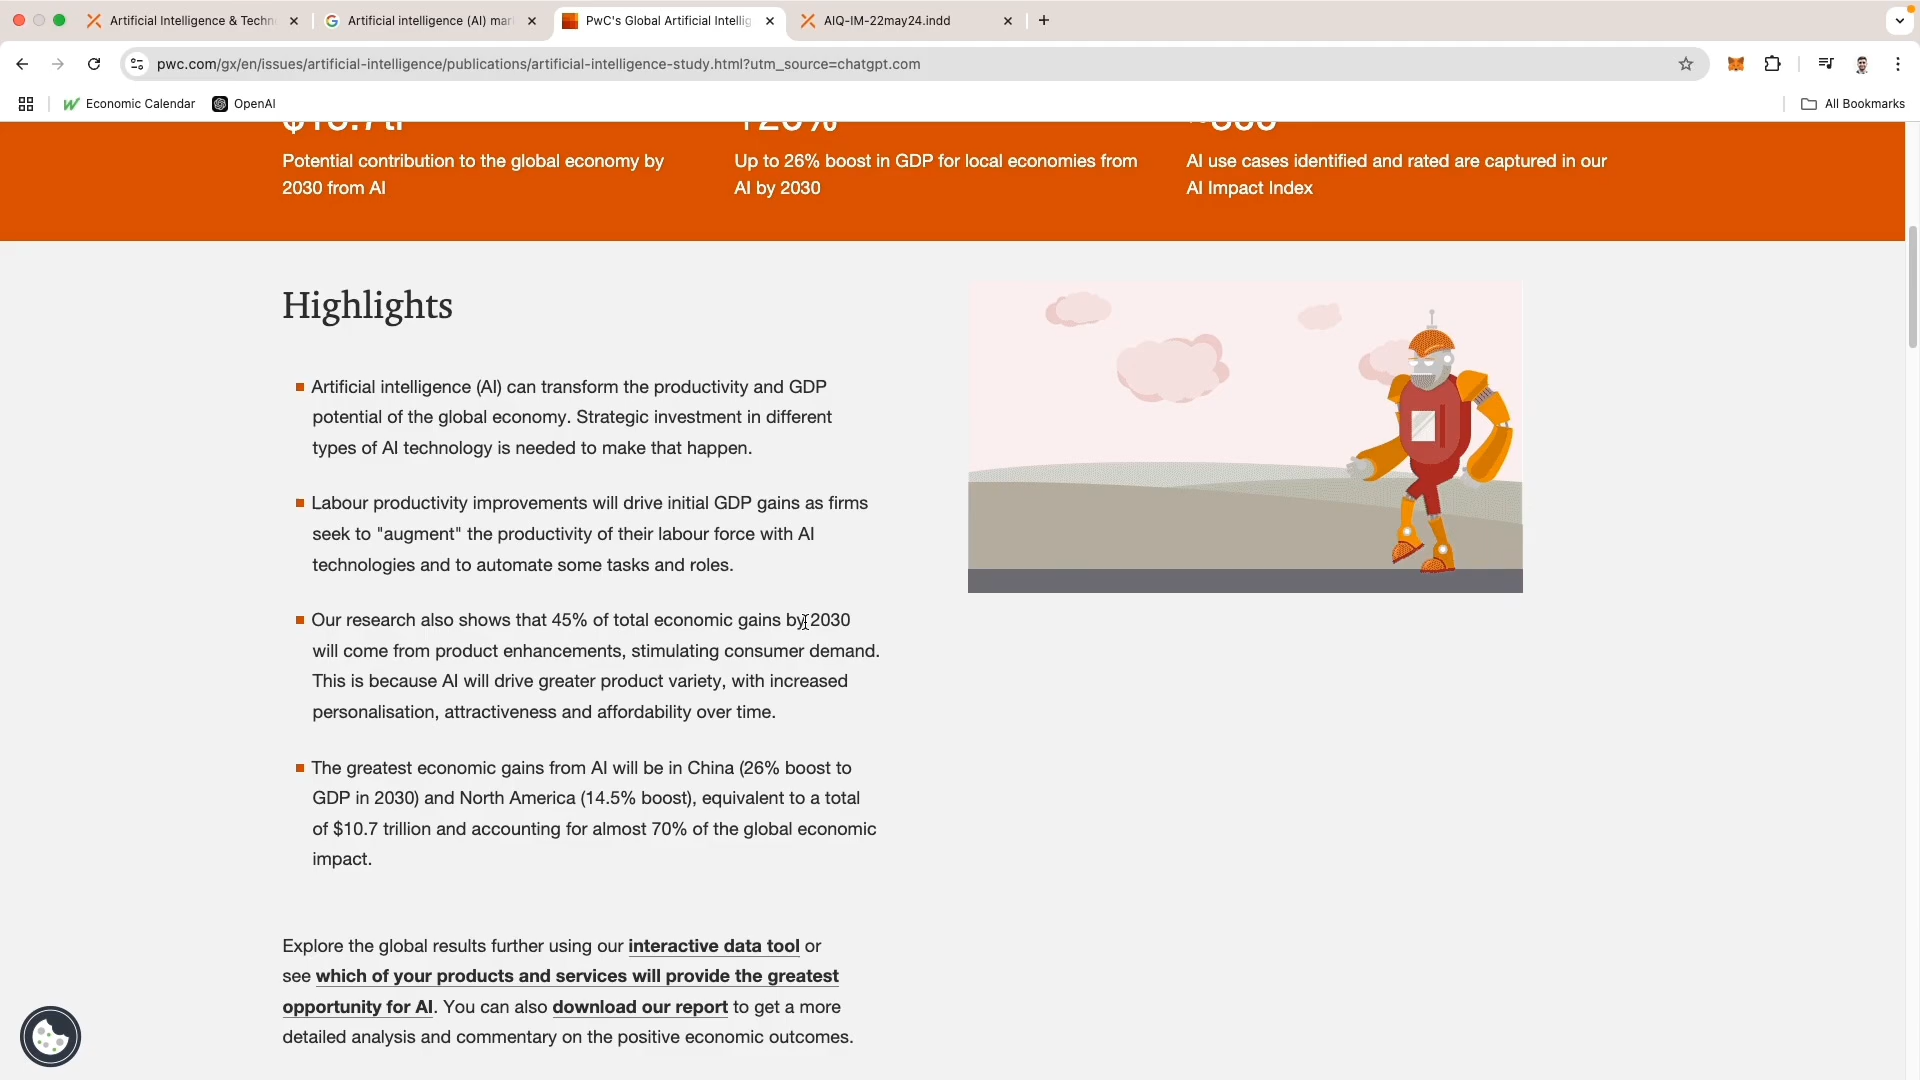 Artificial Intelligence & Techn
Artificial intelligence (AI) mar
PwC's Global Artificial Intellig
AIQ-IM-22may24.indd
pwc.com/gx/en/issues/artificial-intelligence/publications/artificial-intelligence-study.html?utm_source=chatgpt.com
Economic Calendar
OpenAI
All Bookmarks
Potential contribution to the global economy by
2030 from AI
Up to 26% boost in GDP for local economies from
AI by 2030
AI use cases identified and rated are captured in our
AI Impact Index
Highlights
Artificial intelligence (AI) can transform the productivity and GDP
potential of the global economy. Strategic investment in different
types of AI technology is needed to make that happen.
Labour productivity improvements will drive initial GDP gains as firms
seek to "augment" the productivity of their labour force with AI
technologies and to automate some tasks and roles.
Our research also shows that 45% of total economic gains by 2030
will come from product enhancements, stimulating consumer demand.
This is because AI will drive greater product variety, with increased
personalisation, attractiveness and affordability over time.
The greatest economic gains from AI will be in China (26% boost to
GDP in 2030) and North America (14.5% boost), equivalent to a total
of $10.7 trillion and accounting for almost 70% of the global economic
impact.
Explore the global results further using our interactive data tool or
see which of your products and services will provide the greatest
opportunity for AI. You can also download our report to get a more
detailed analysis and commentary on the positive economic outcomes.